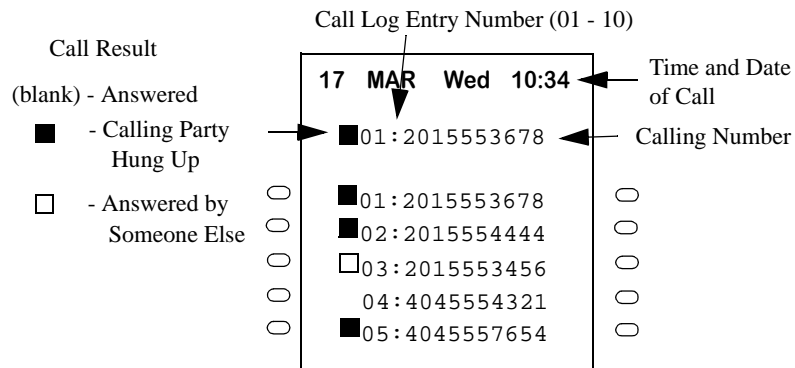 Call Log Entry Number (01 - 10)
Call Result
(blank) - Answered
- Calling Party
Hung Up
- Answered by
Someone Else
17 MAR Wed 10:34
Time and Date
of Call
01:2015553678
Calling Number
01:2015553678
02:2015554444
03:2015553456
04:4045554321
05:4045557654